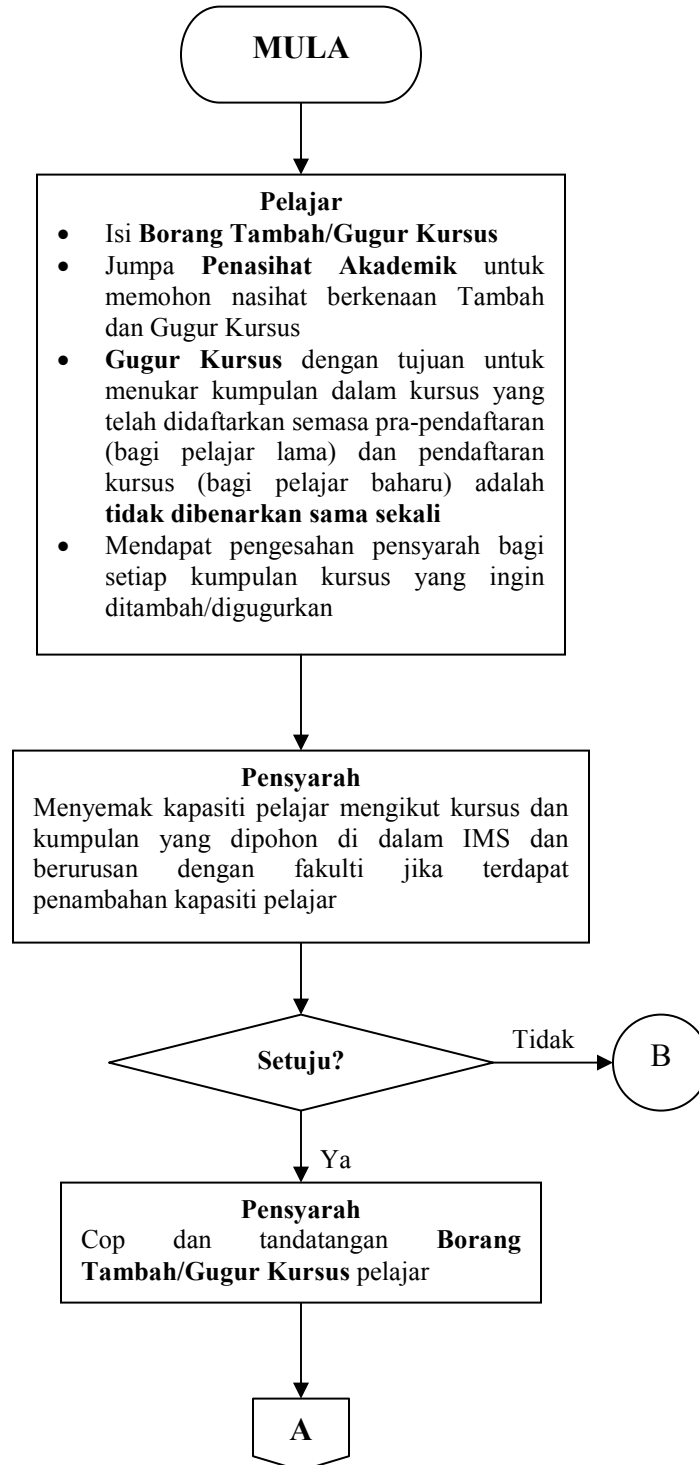 MULA
Pelajar
• Isi Borang Tambah/Gugur Kursus
• Jumpa Penasihat Akademik untuk
memohon nasihat berkenaan Tambah
dan Gugur Kursus
• Gugur Kursus dengan tujuan untuk
menukar kumpulan dalam kursus yang
telah didaftarkan semasa pra-pendaftaran
(bagi pelajar lama) dan pendaftaran
kursus (bagi pelajar baharu) adalah
tidak dibenarkan sama sekali
• Mendapat pengesahan pensyarah bagi
setiap kumpulan kursus yang ingin
ditambah/digugurkan
Pensyarah
Menyemak kapasiti pelajar mengikut kursus dan
kumpulan yang dipohon di dalam IMS dan
berurusan dengan fakulti jika terdapat
penambahan kapasiti pelajar
Setuju?
Tidak
B
Ya
Pensyarah
Cop dan tandatangan Borang
Tambah/Gugur Kursus pelajar
A